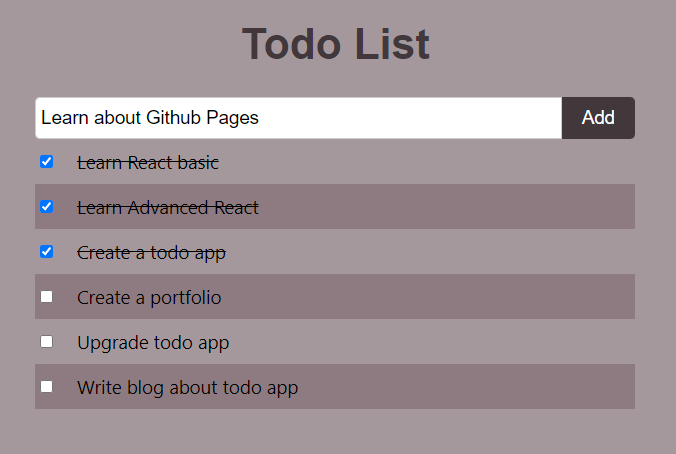 Todo List
Learn about Github Pages Add
Learn React basic
Learn Advanced React
Create a todo app
Create a portfolio
Upgrade todo app
Write blog about todo app